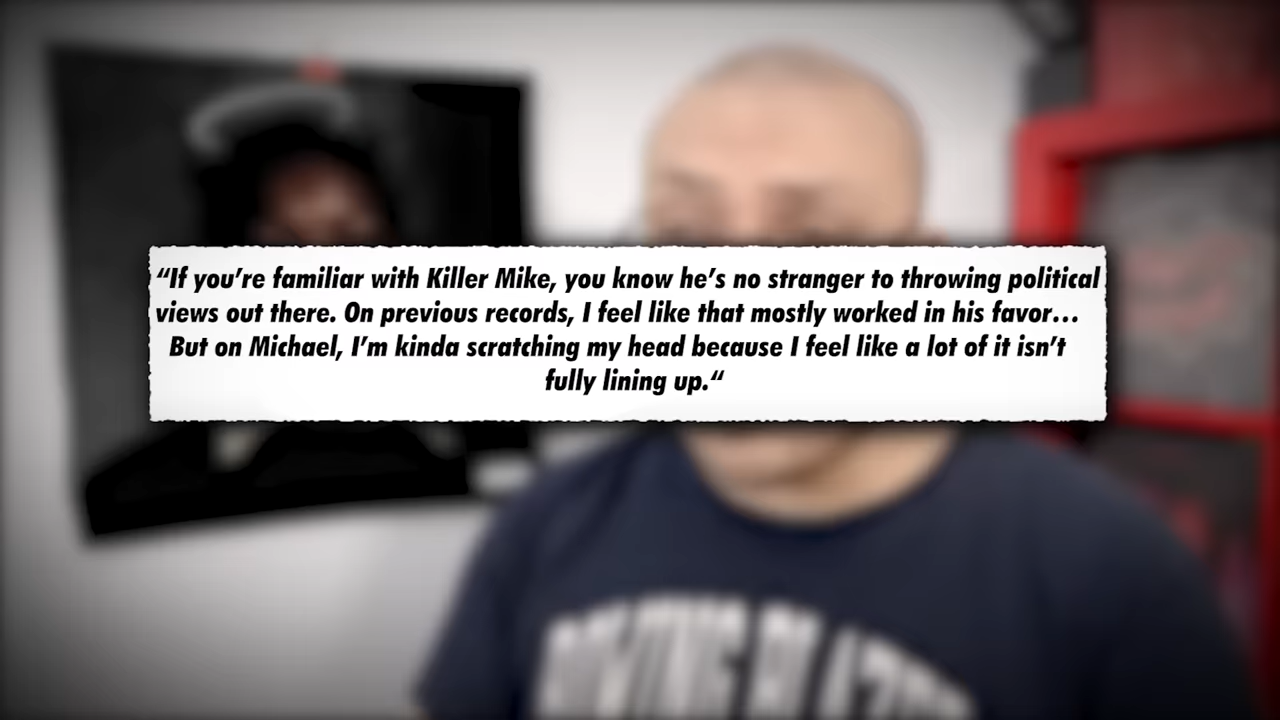 “If you’re familiar with Killer Mike, you know he’s no stranger to throwing political
views out there. On previous records, I feel like that mostly worked in his favor…
But on Michael, I’m kinda scratching my head because I feel like a lot of it isn’t
fully lining up.“